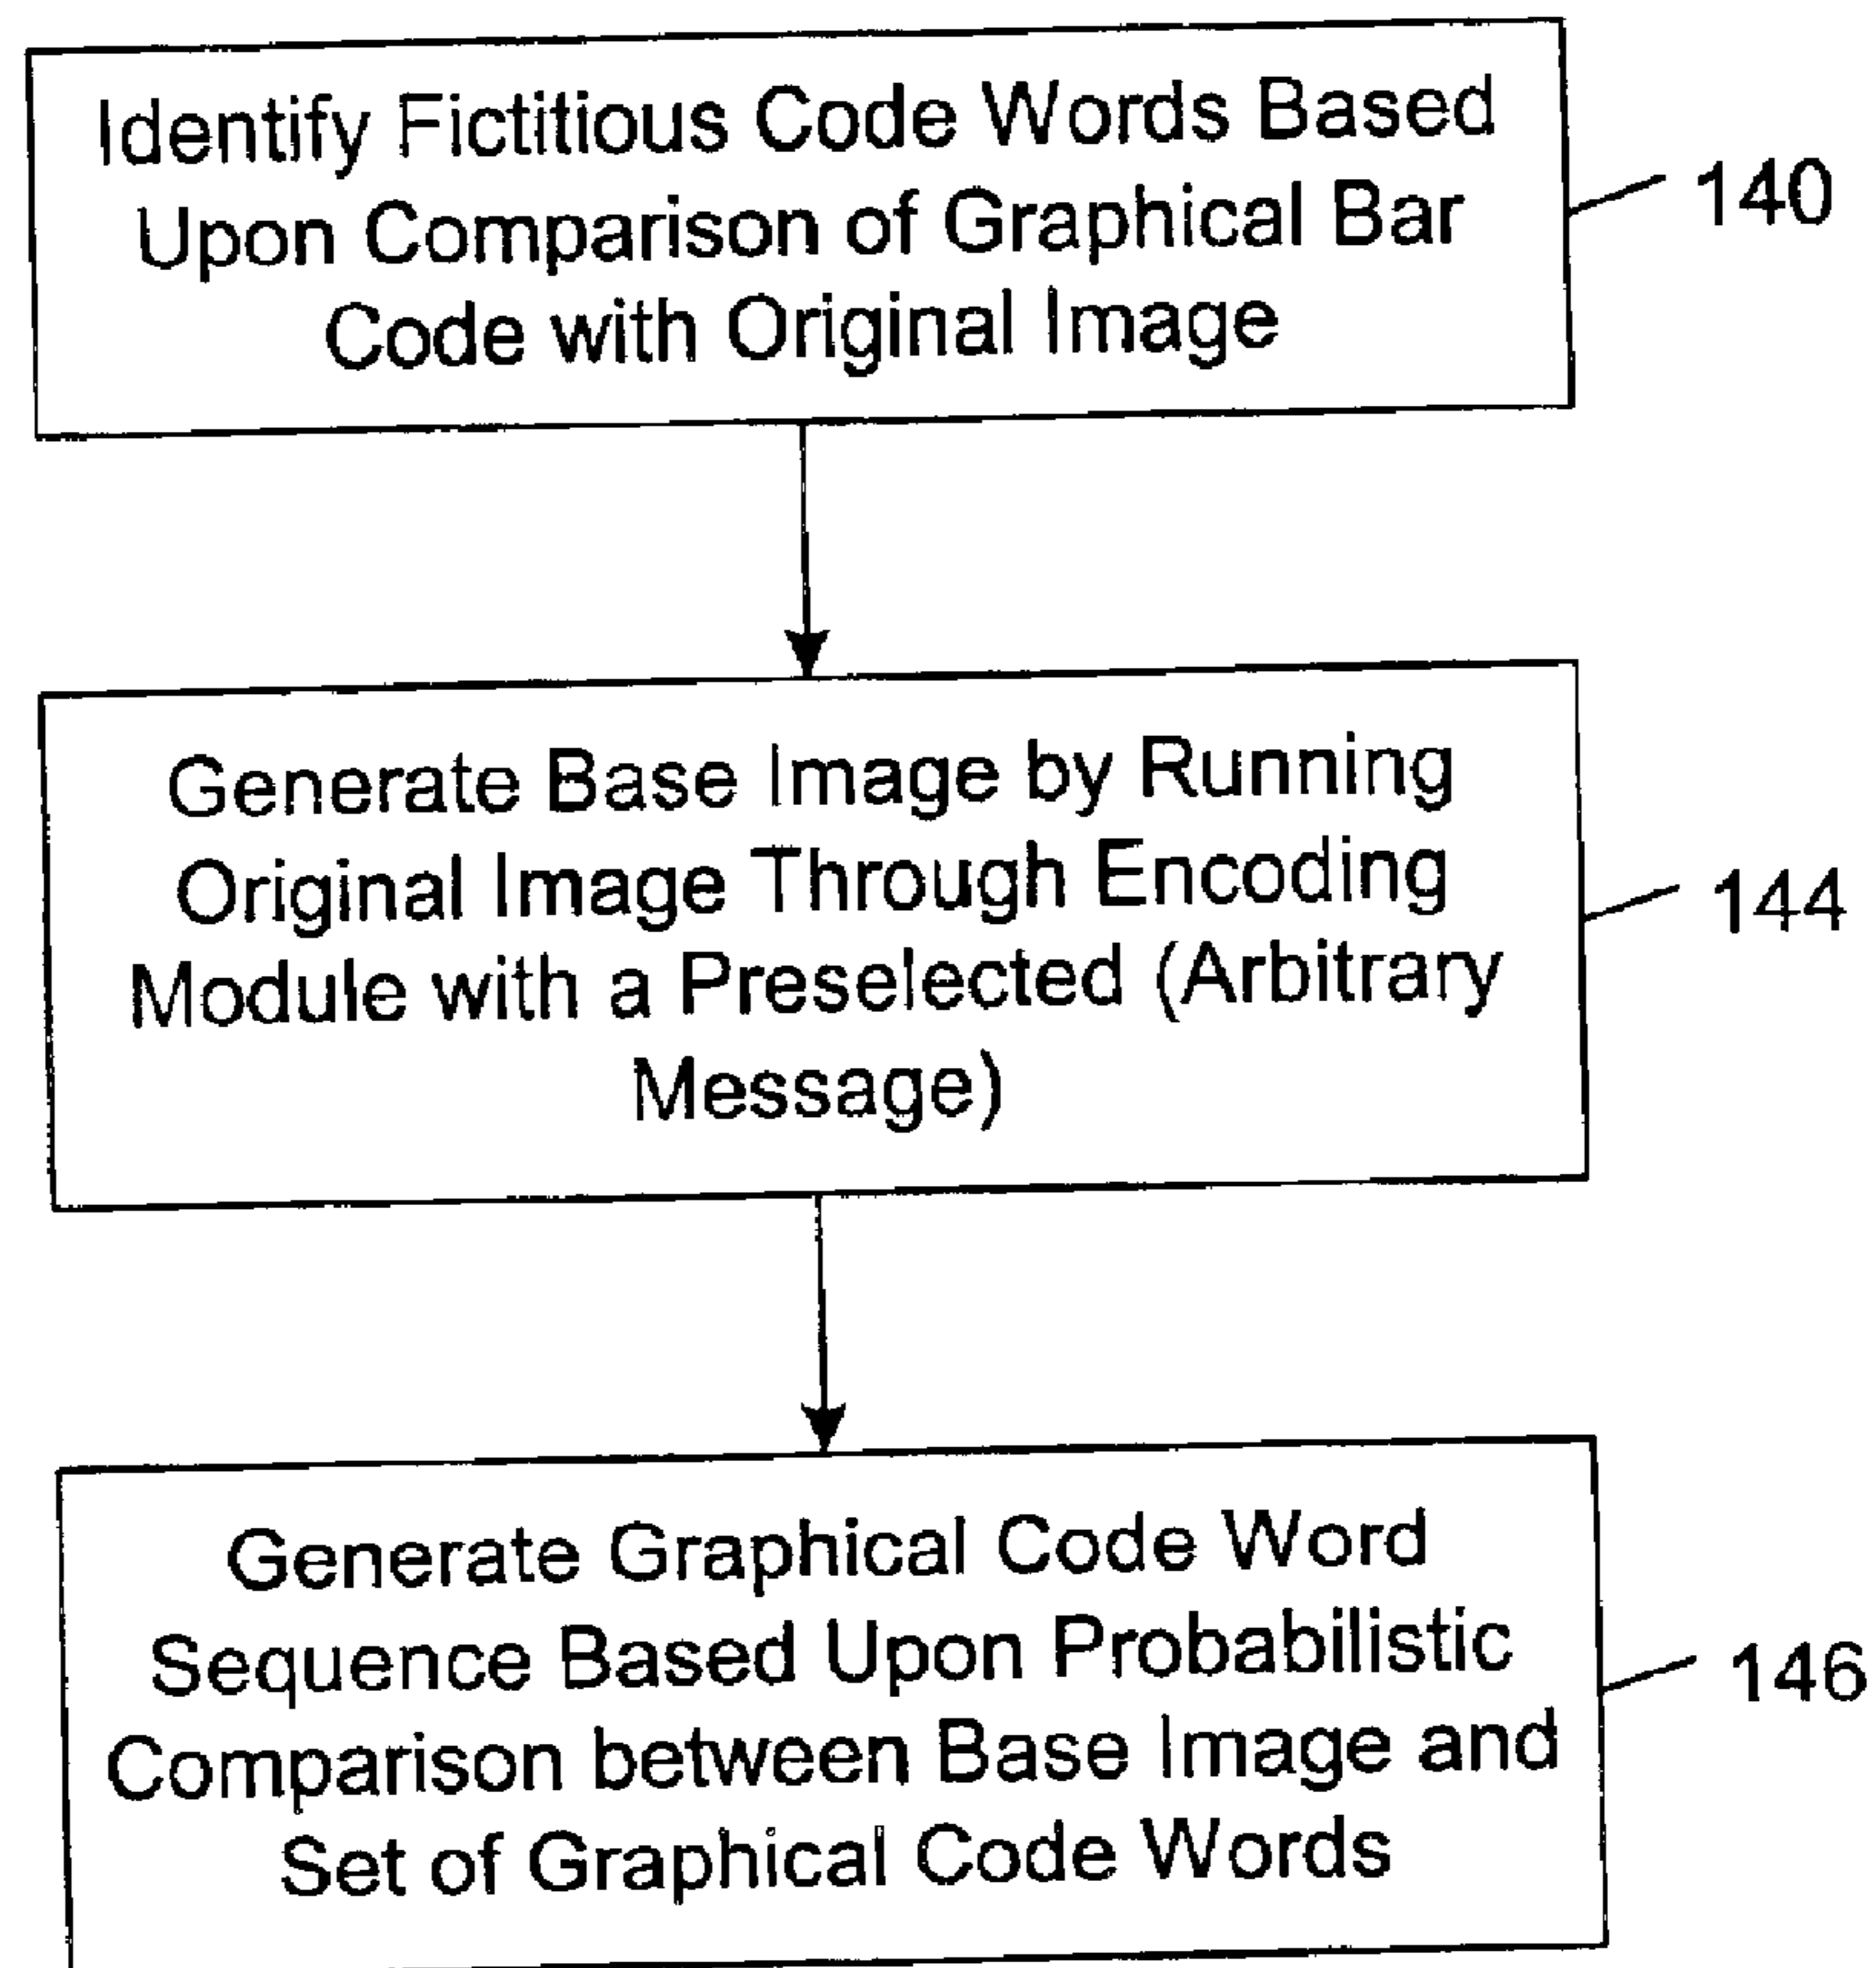 Identify Fictitious Code Words Based
Upon Comparison of Graphical Bar
Code with Original Image
140
Generate Base Image by Running
Original Image Through Encoding
Module with a Preselected (Arbitrary
Message)
144
Generate Graphical Code Word
Sequence Based Upon Probabilistic
Comparison between Base Image and
Set of Graphical Code Words
146